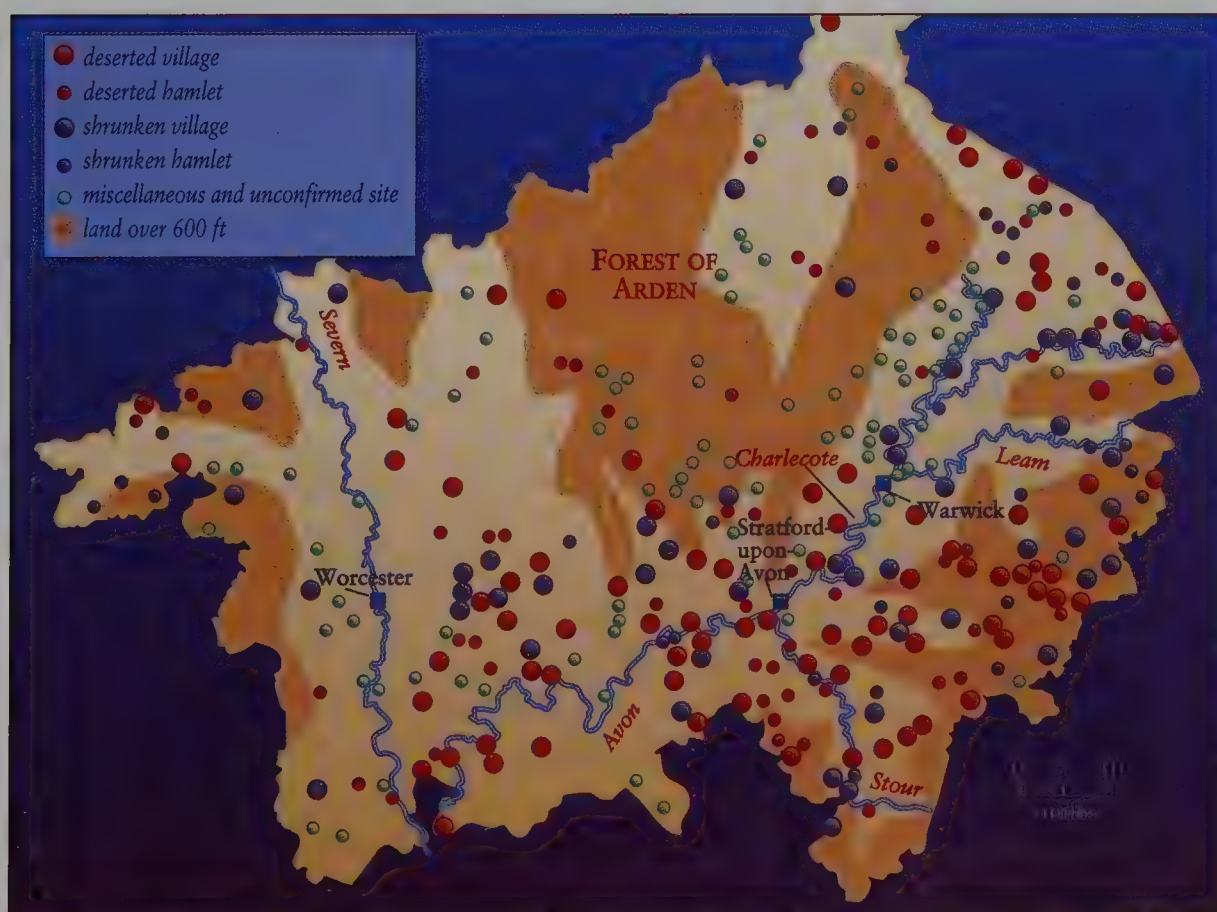 deserted village
deserted hamlet
shrunken village
shrunken hamlet
miscellaneous and unconfirmed site
land over 600 ft
FOREST OF
ARDEN
Severn
Charlecote
Leam
Warwick
Stratford-
upon-
Avon
Worcester
Avon
Stour